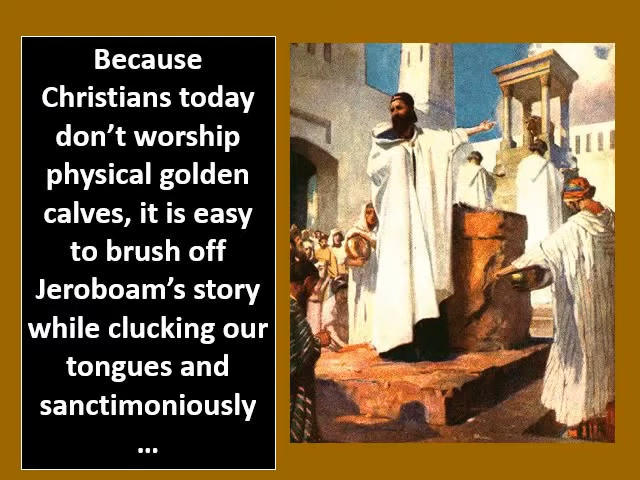 Because
Christians today
don’t worship
physical golden
calves, it is easy
to brush off
Jeroboam’s story
while clucking our
tongues and
sanctimoniously
…